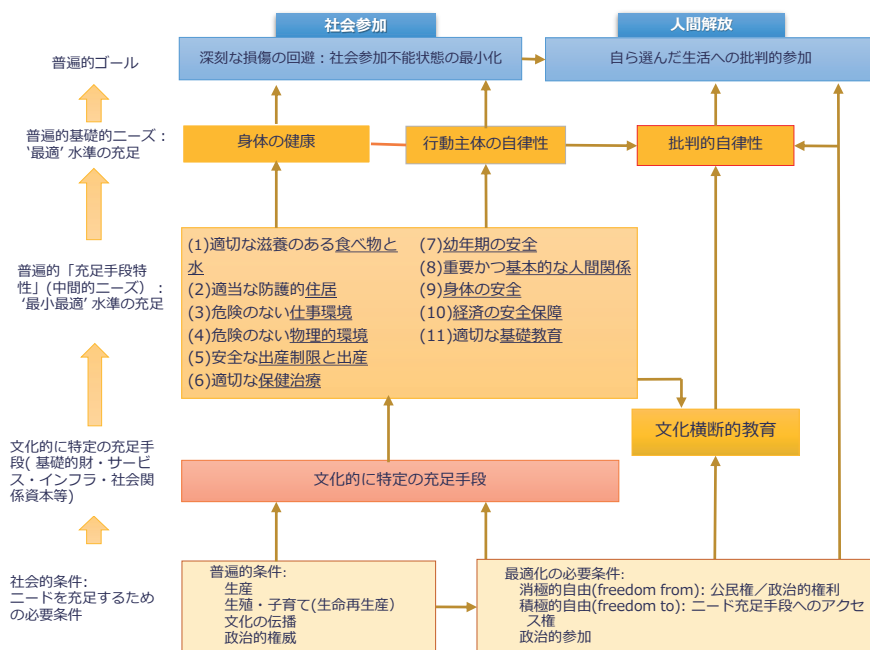 社会参加
人間解放
普遍的ゴール
深刻な損傷の回避：社会参加不能状態の最小化
自ら選んだ生活への批判的参加
普遍的基礎的ニーズ：
‘最適’ 水準の充足
身体の健康
行動主体の自律性
批判的自律性
普遍的「充足手段特
性」(中間的ニーズ）：
‘最小最適’ 水準の充足
(1)適切な滋養のある食べ物と
水
(2)適当な防護的住居
(3)危険のない仕事環境
(4)危険のない物理的環境
(5)安全な出産制限と出産
(6)適切な保健治療
(7)幼年期の安全
(8)重要かつ基本的な人間関係
(9)身体の安全
(10)経済の安全保障
(11)適切な基礎教育
文化横断的教育
文化的に特定の充足手
段( 基礎的財・サービ
ス・インフラ・社会関
係資本等)
文化的に特定の充足手段
社会的条件:
ニードを充足するため
の必要条件
普遍的条件:
生産
生殖・子育て(生命再生産）
文化の伝播
政治的権威
最適化の必要条件:
消極的自由(freedom from): 公民権／政治的権利
積極的自由(freedom to): ニード充足手段へのアクセ
ス権
政治的参加